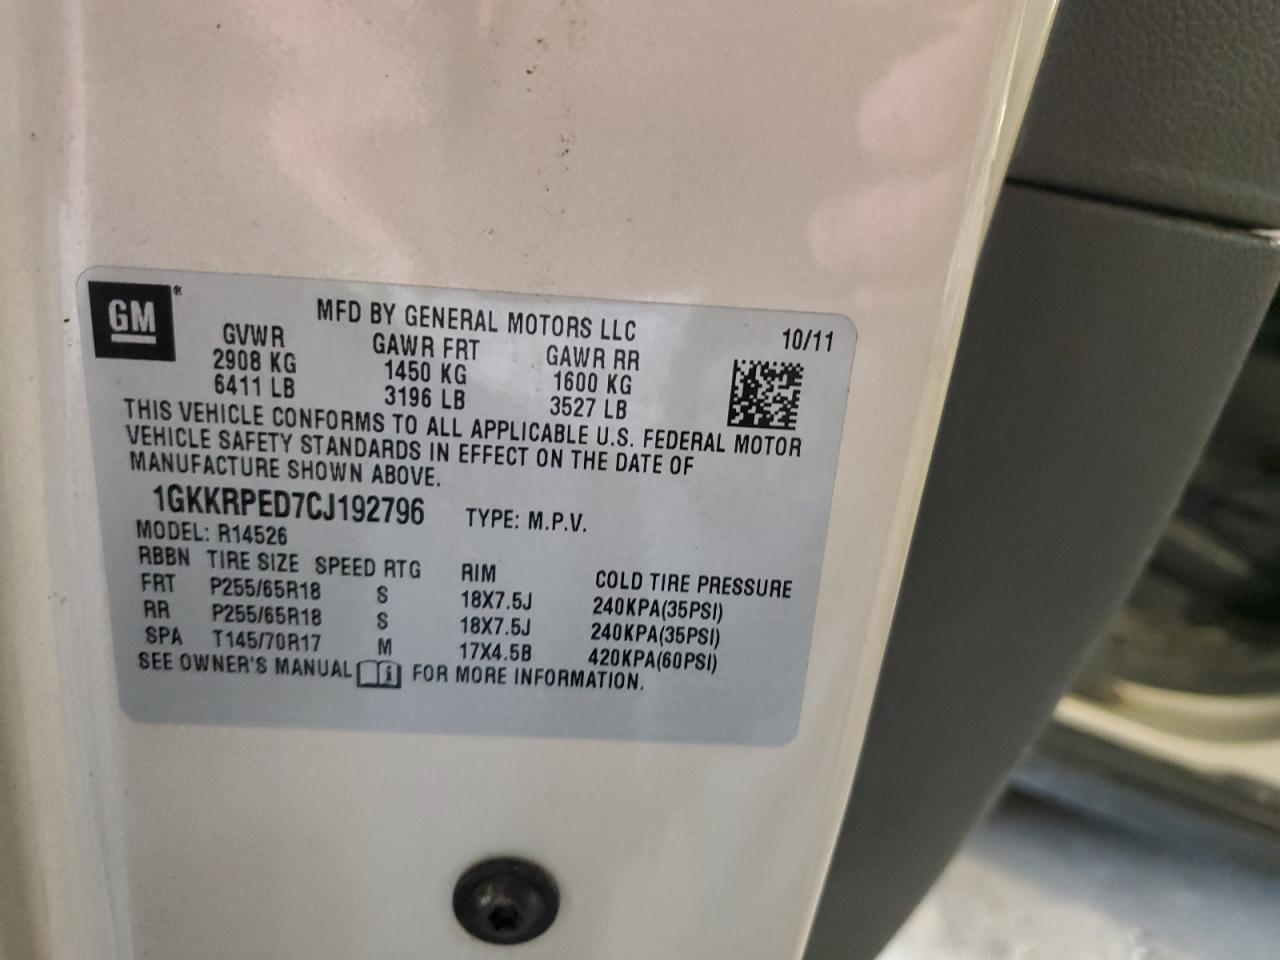 GM
MFD BY GENERAL MOTORS LLC 10/11
GVWR GAWR FRT GAWR RR
2908 KG 1450 KG 1600 KG
6411 LB 3196 LB 3527 LB
THIS VEHICLE CONFORMS TO ALL APPLICABLE U.S. FEDERAL MOTOR
VEHICLE SAFETY STANDARDS IN EFFECT ON THE DATE OF
MANUFACTURE SHOWN ABOVE.
1GKKRPED7CJ192796 TYPE: M.P.V.
MODEL: R14526
RBBN TIRE SIZE SPEED RTG RIM COLD TIRE PRESSURE
FRT P255/65R18 S 18X7.5J 240KPA(35PSI)
RR P255/65R18 S 18X7.5J 240KPA(35PSI)
SPA T145/70R17 M 17X4.5B 420KPA(60PSI)
SEE OWNER'S MANUAL FOR MORE INFORMATION.